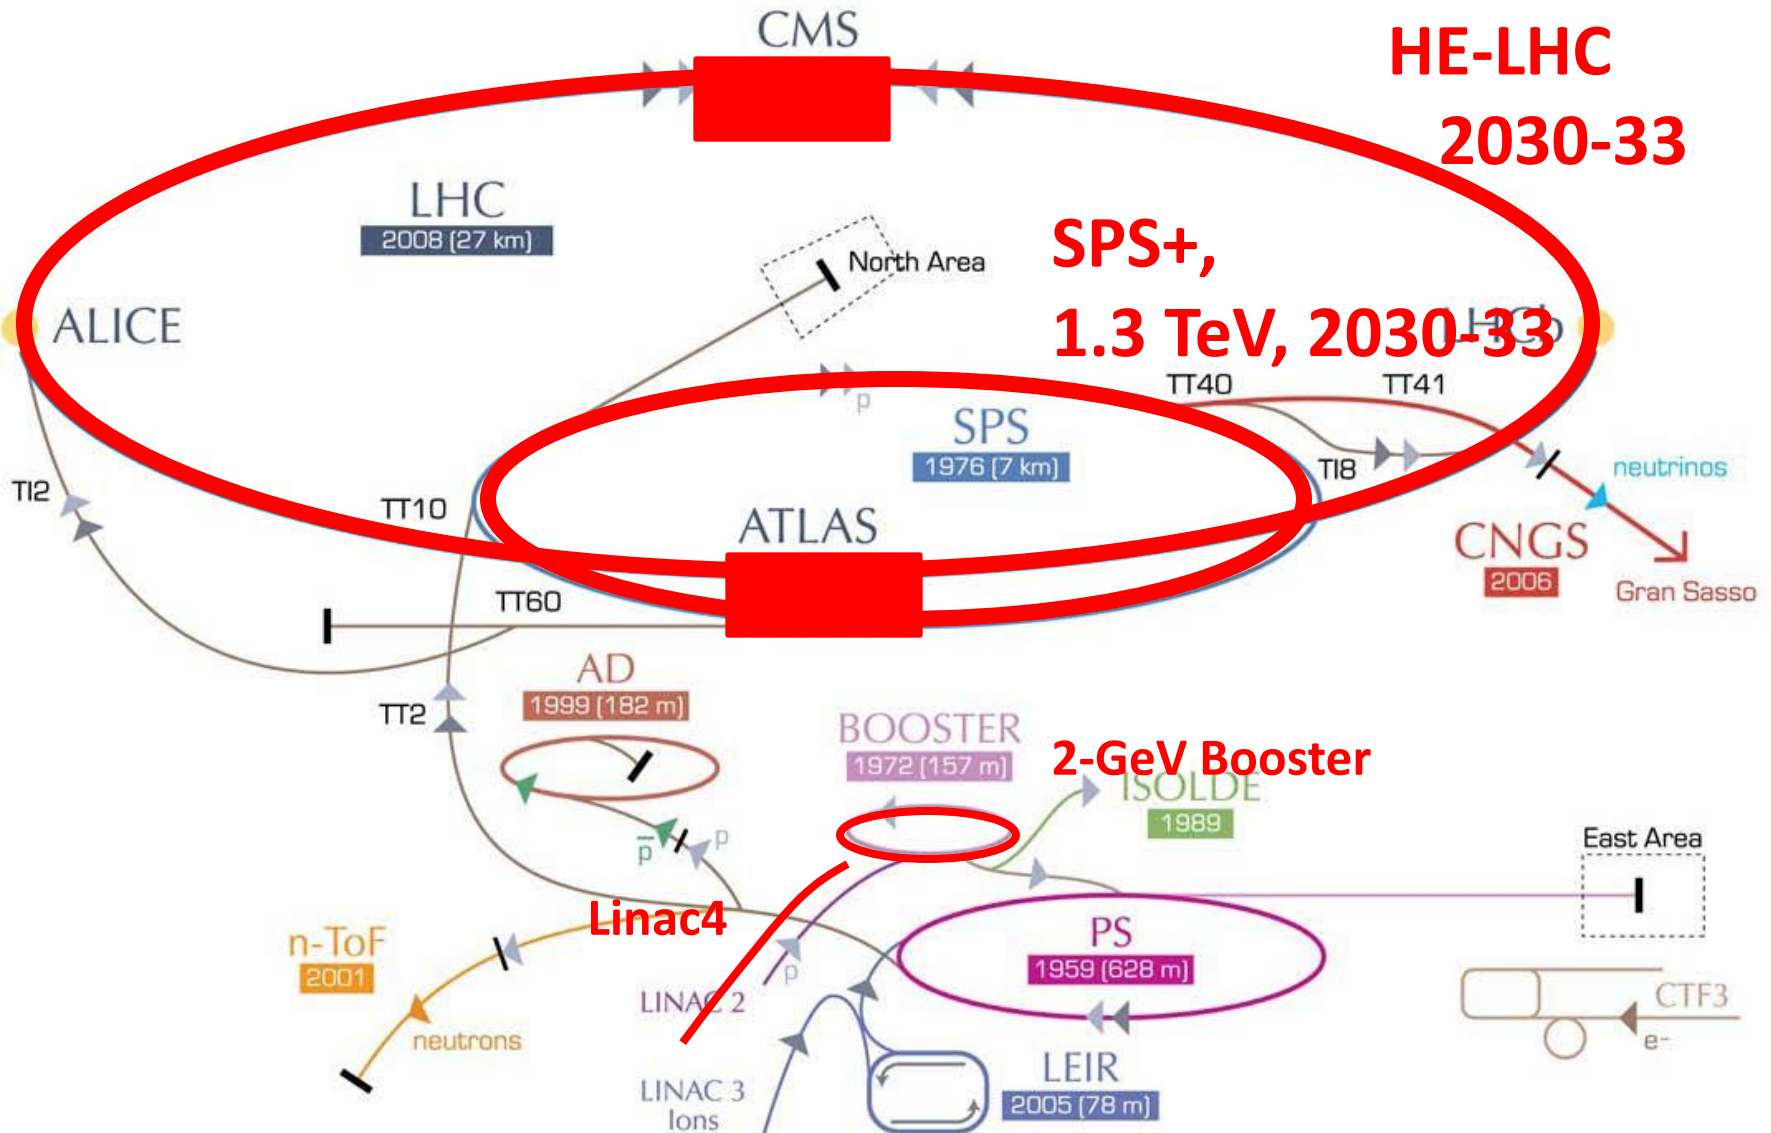 CMS
HE-LHC
2030-33
LHC
2008 (27 km)
North Area
SPS+,
1.3 TeV, 2030-33
ALICE
LHCb
TT40
TT41
p
SPS
1976 (7 km)
TI2
TT10
TI8
neutrinos
ATLAS
CNGS
2006
Gran Sasso
TT60
AD
1999 (182 m)
TT2
BOOSTER
1972 (157 m)
2-GeV Booster
ISOLDE
1989
p̅
p
East Area
Linac4
n-ToF
2001
p
PS
1959 (628 m)
LINAC 2
neutrons
CTF3
e-
LINAC 3
Ions
LEIR
2005 (78 m)